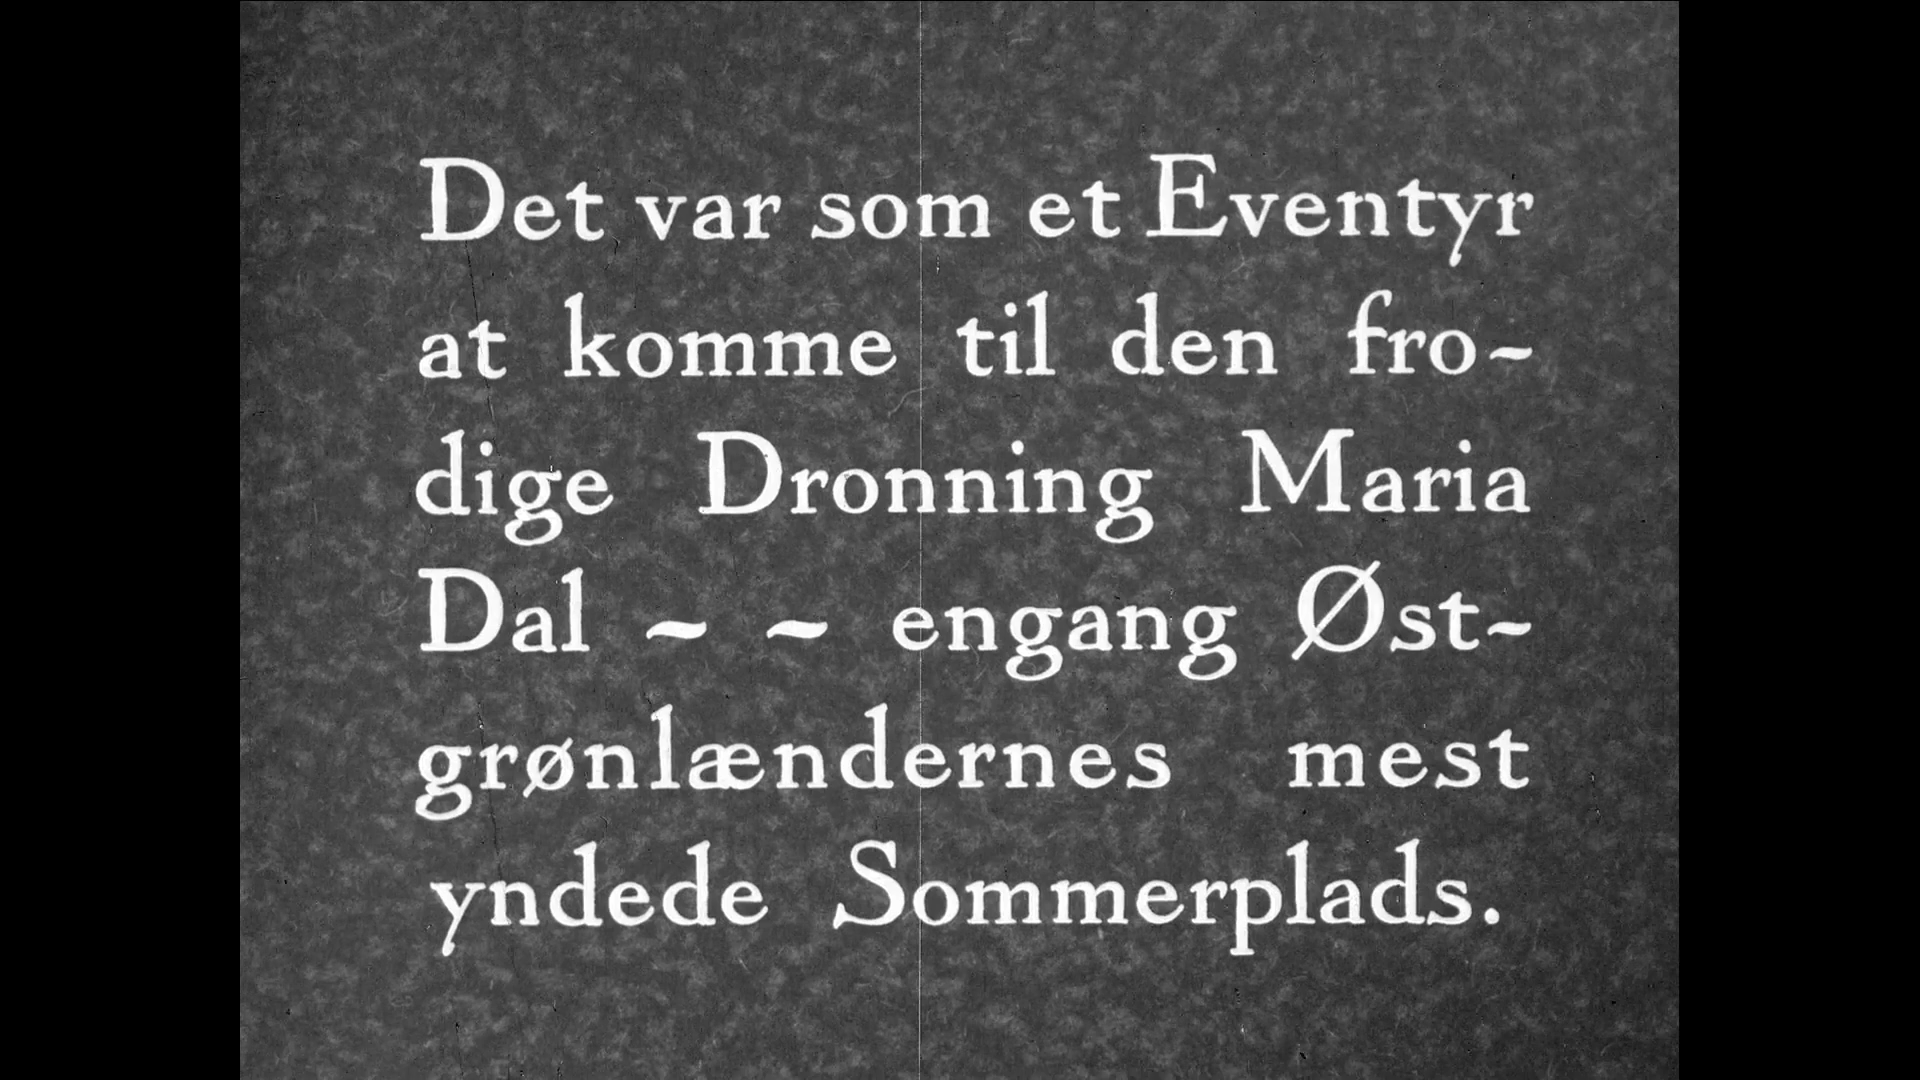 Det var som et Eventyr
at komme til den fro-
dige Dronning Maria
Dal - - engang Øst-
grønlændernes mest
yndede Sommerplads.